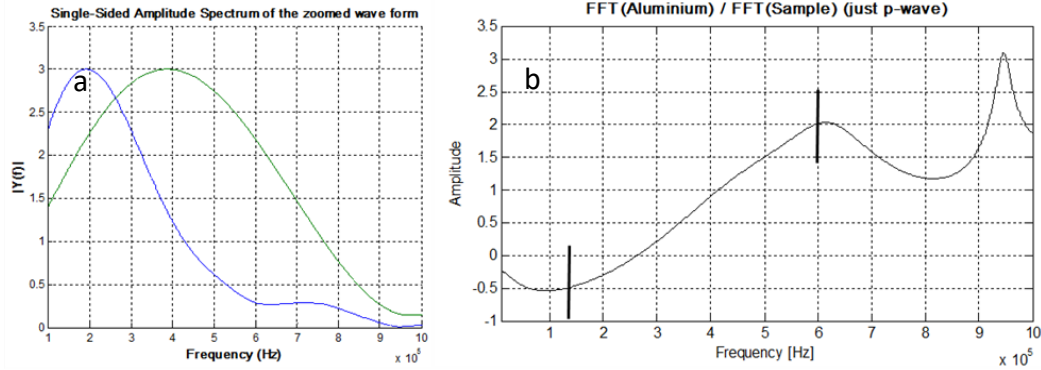 Single-Sided Amplitude Spectrum of the zoomed wave form
3.5
3
2.5
2
1.5
1
0.5
0
|Y(f)|
a
1 2 3 4 5 6 7 8 9 10
Frequency (Hz)
x 10^5
FFT(Aluminium) / FFT(Sample) (just p-wave)
3.5
3
2.5
2
1.5
1
0.5
0
-0.5
-1
Amplitude
b
1 2 3 4 5 6 7 8 9 10
Frequency [Hz]
x 10^5